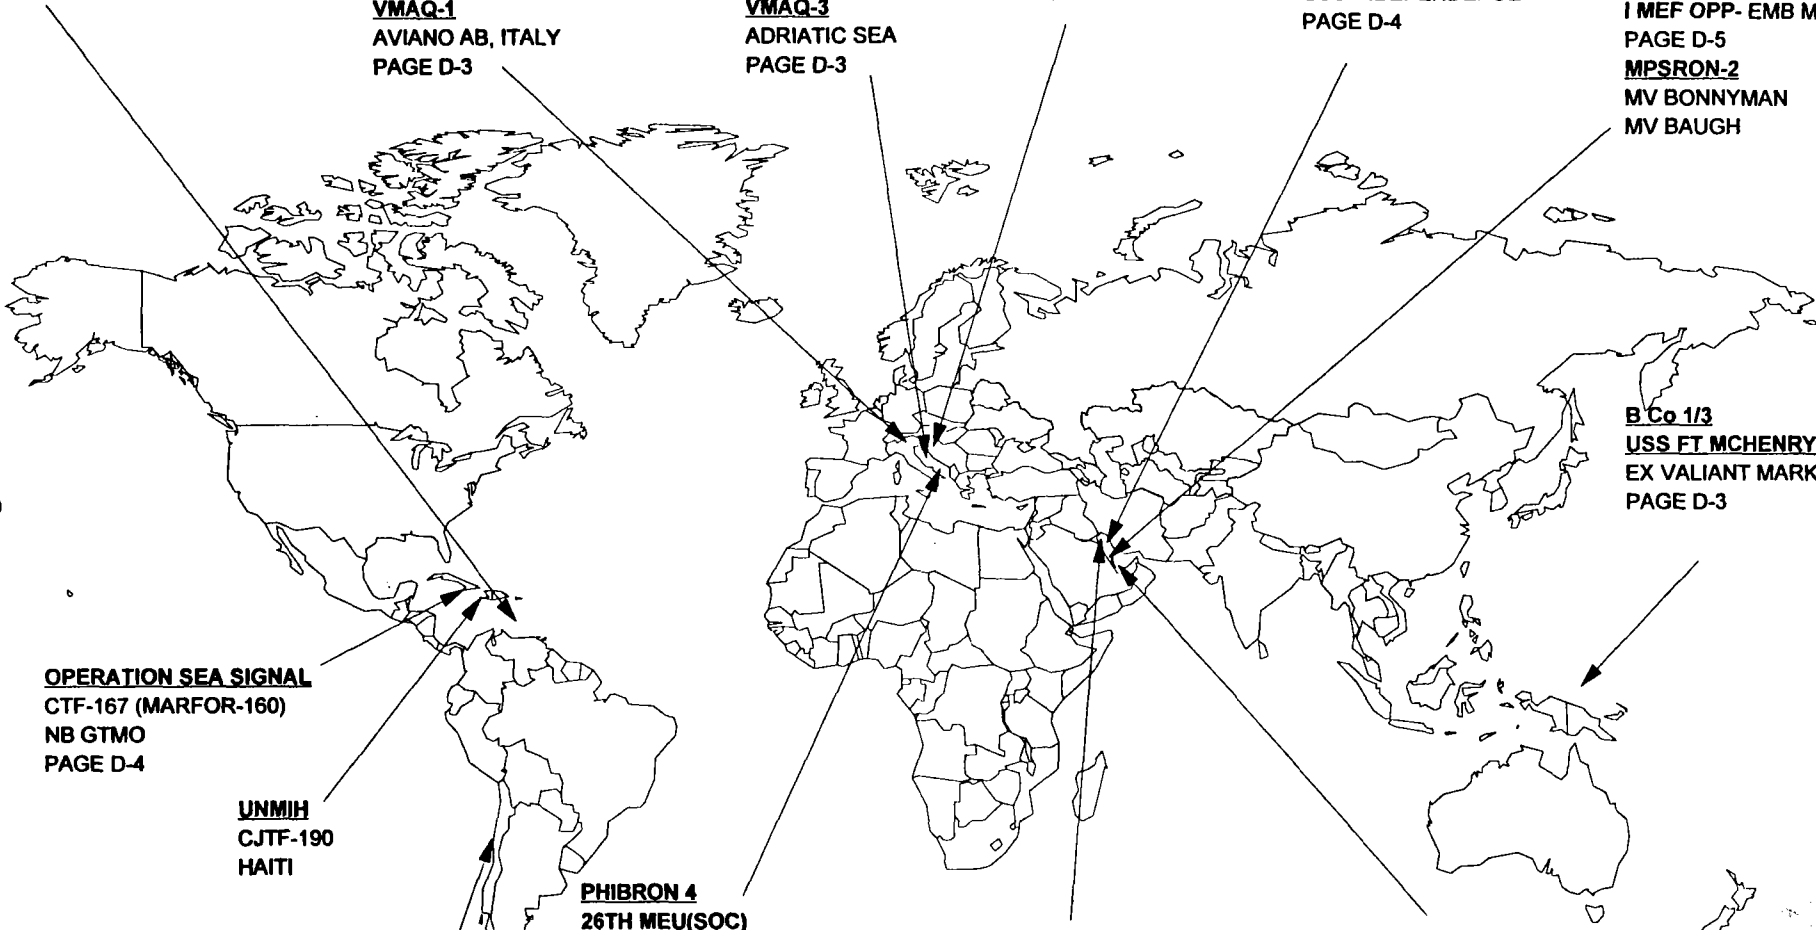 VMAQ-1
AVIANO AB, ITALY
PAGE D-3
VMAQ-3
ADRIATIC SEA
PAGE D-3
PAGE D-4
I MEF OPP- EMB M
PAGE D-5
MPSRON-2
MV BONNYMAN
MV BAUGH
B Co 1/3
USS FT MCHENRY
EX VALIANT MARK
PAGE D-3
OPERATION SEA SIGNAL
CTF-167 (MARFOR-160)
NB GTMO
PAGE D-4
UNMIH
CJTF-190
HAITI
PHIBRON 4
26TH MEU(SOC)